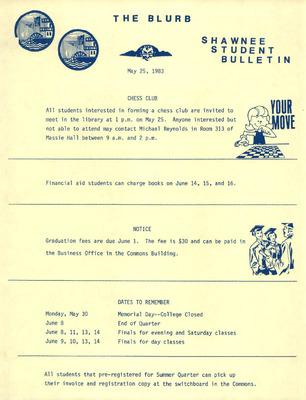 THE BLURB
SHAWNEE
STUDENT
BULLETIN
May 25, 1983
CHESS CLUB
All students interested in forming a chess club are invited to
meet in the library at 1 p.m. on May 25. Anyone interested but
not able to attend may contact Michael Reynolds in Room 313 of
Massie Hall between 9 a.m. and 2 p.m.
YOUR
MOVE
Financial aid students can charge books on June 14, 15, and 16.
NOTICE
Graduation fees are due June 1. The fee is $30 and can be paid in
the Business Office in the Commons Building.
DATES TO REMEMBER
Monday, May 30 Memorial Day--College Closed
June 8 End of Quarter
June 8, 11, 13, 14 Finals for evening and Saturday classes
June 9, 10, 13, 14 Finals for day classes
All students that pre-registered for Summer Quarter can pick up
their invoice and registration copy at the switchboard in the Commons.